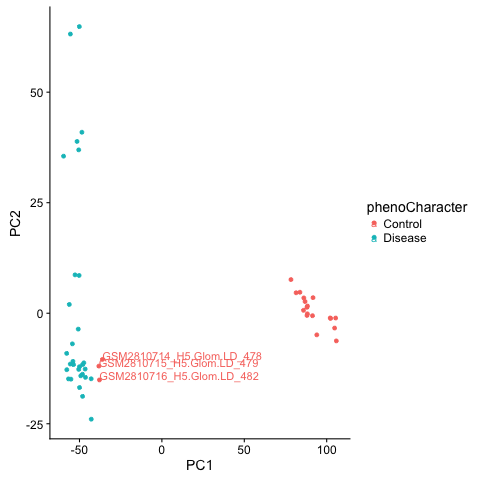 PC2
50
25
0
-25
GSM2810714_H5.Glom.LD_478
GSM2810715_H5.Glom.LD_479
GSM2810716_H5.Glom.LD_482
-50
0
50
100
PC1
phenoCharacter
Control
Disease